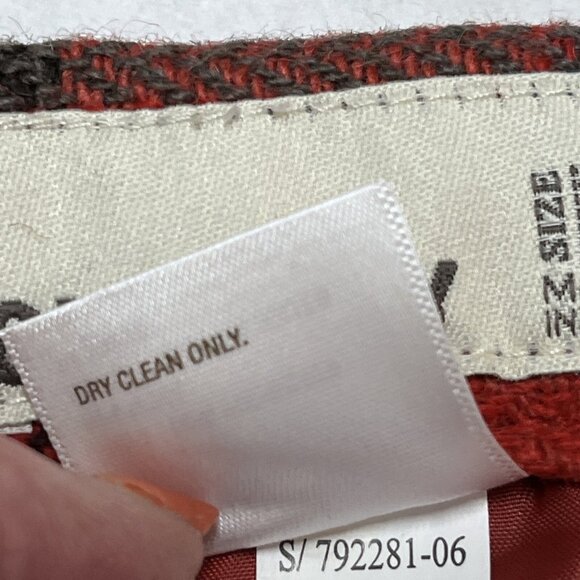 SIZE
DRY CLEAN ONLY.
S/ 792281-06